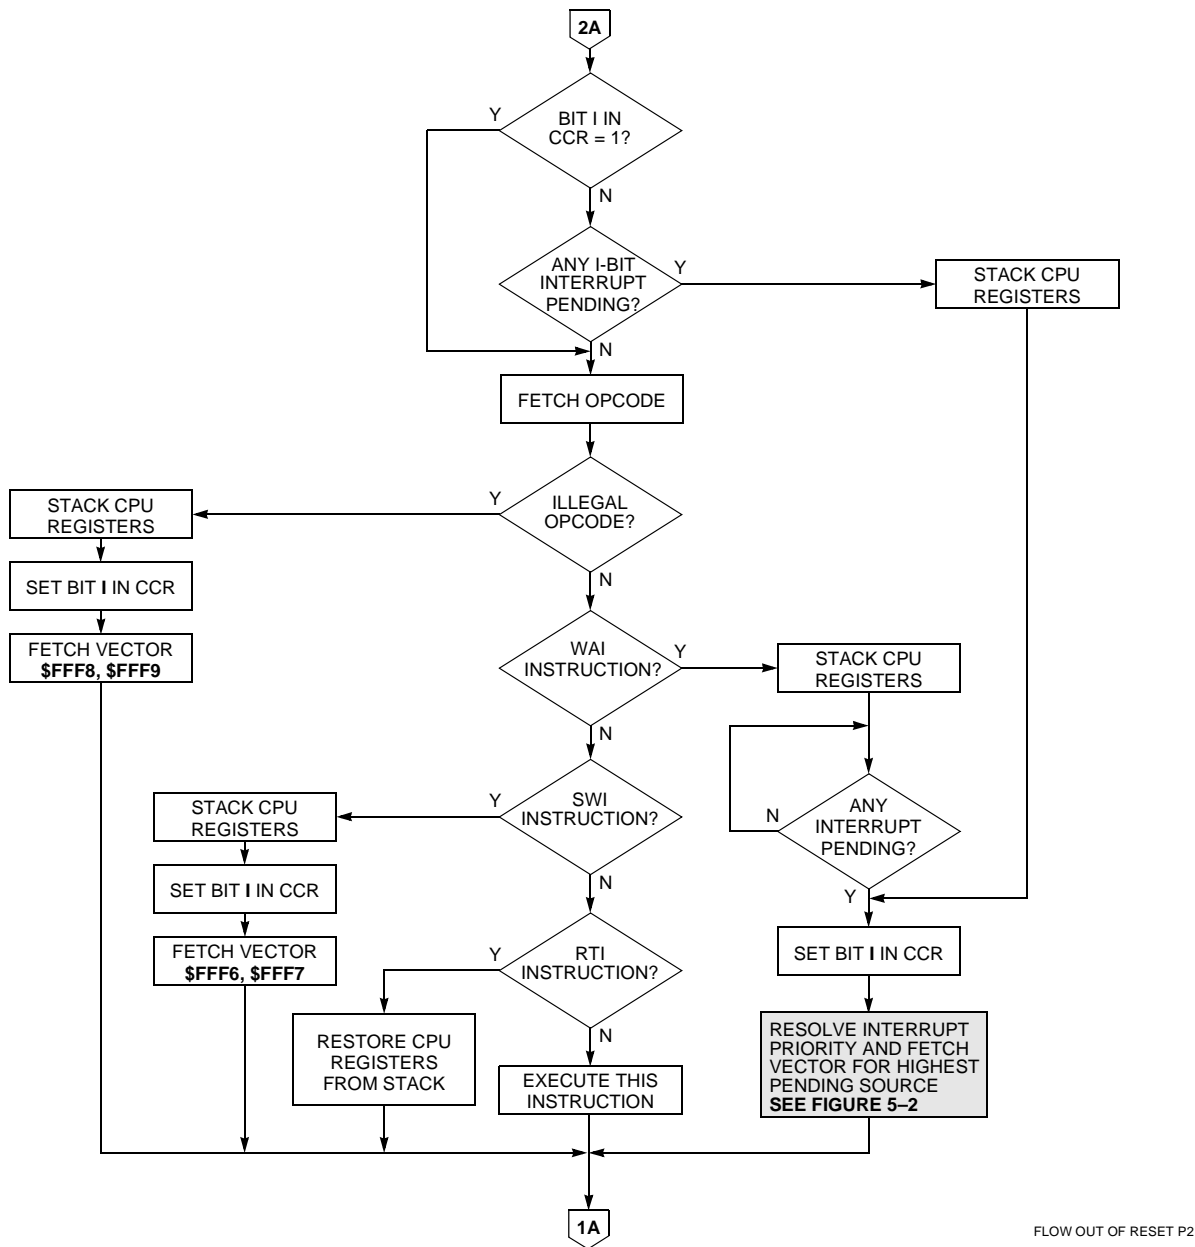 2A
Y
BIT I IN
CCR = 1?
N
ANY I-BIT
INTERRUPT
PENDING?
Y
STACK CPU
REGISTERS
N
FETCH OPCODE
Y
ILLEGAL
OPCODE?
STACK CPU
REGISTERS
N
SET BIT I IN CCR
FETCH VECTOR
$FFF8, $FFF9
WAI
INSTRUCTION?
Y
STACK CPU
REGISTERS
N
STACK CPU
REGISTERS
Y
SWI
INSTRUCTION?
N
ANY
INTERRUPT
PENDING?
SET BIT I IN CCR
N
Y
FETCH VECTOR
$FFF6, $FFF7
Y
RTI
INSTRUCTION?
SET BIT I IN CCR
N
RESTORE CPU
REGISTERS
FROM STACK
EXECUTE THIS
INSTRUCTION
RESOLVE INTERRUPT
PRIORITY AND FETCH
VECTOR FOR HIGHEST
PENDING SOURCE
SEE FIGURE 5–2
1A
FLOW OUT OF RESET P2